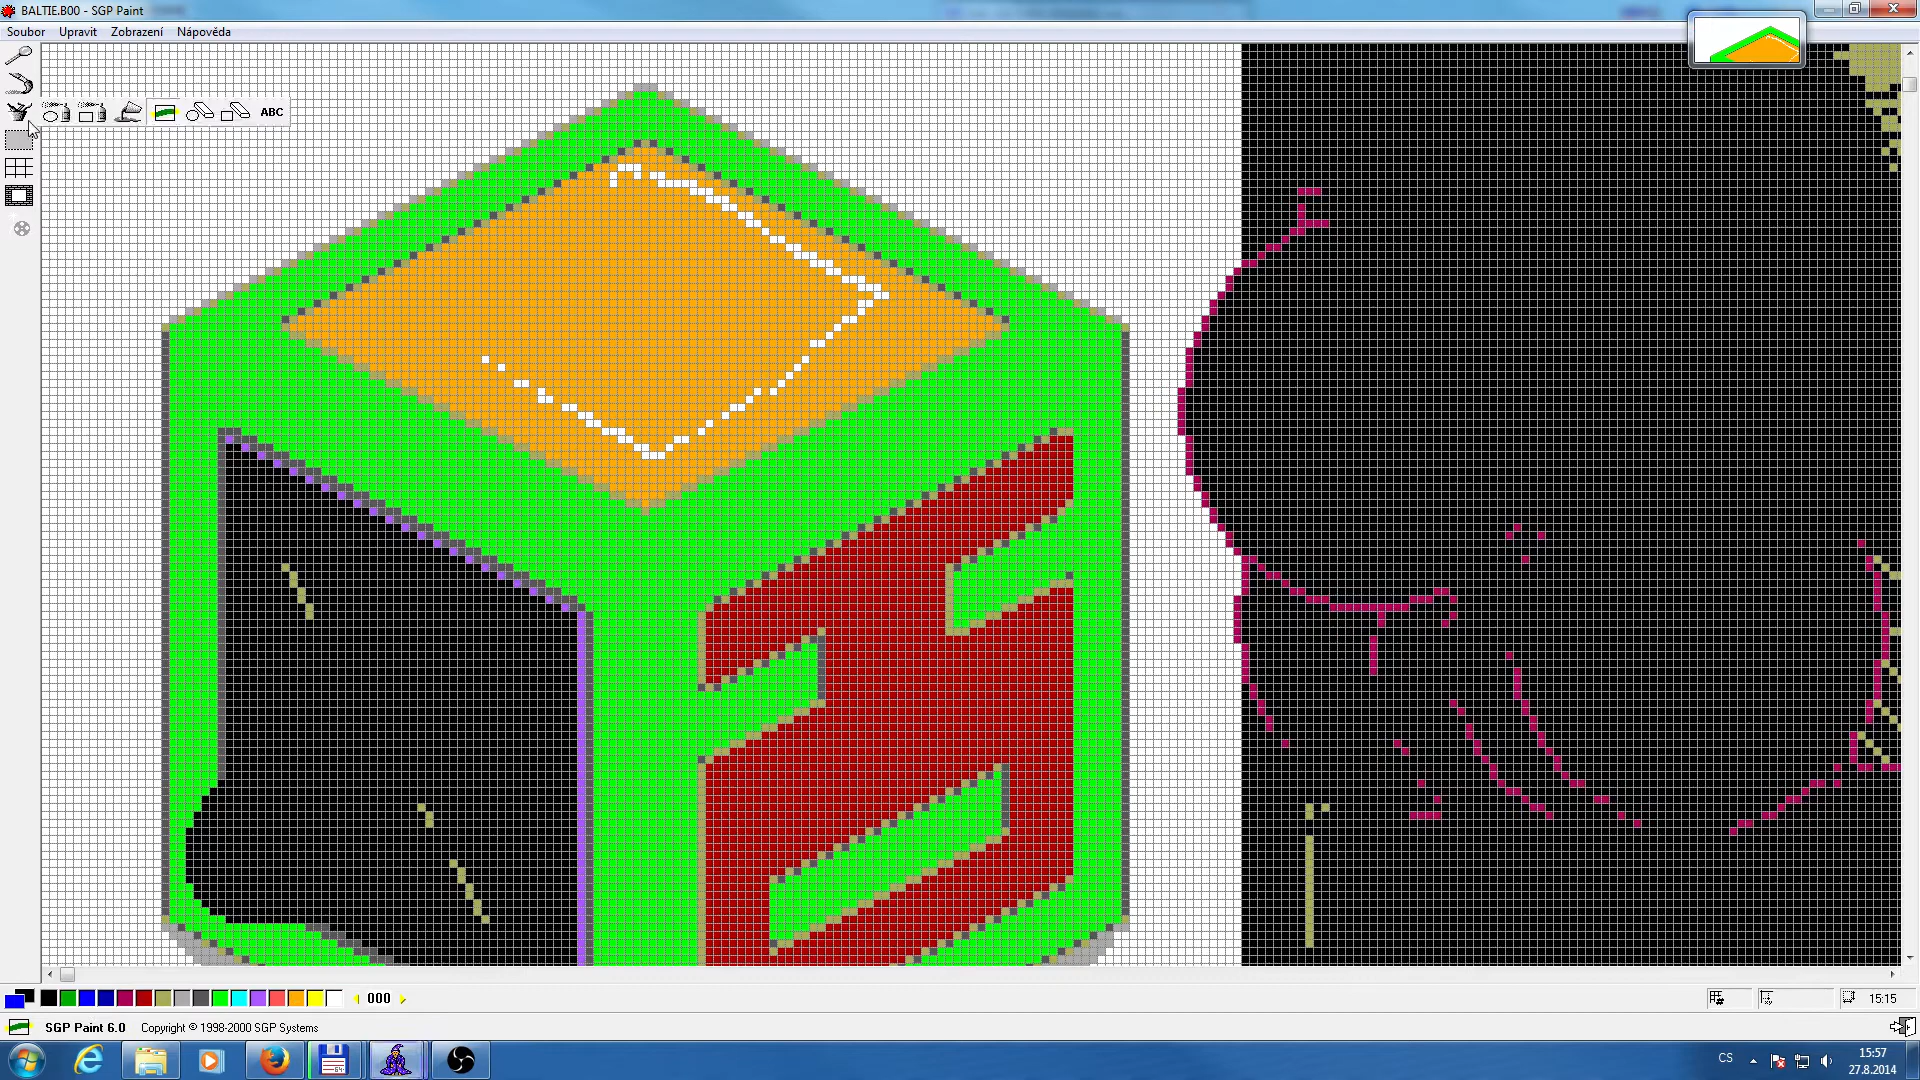 BALTIE.B00 - SGP Paint
Soubor Upravit Zobrazení Nápověda
ABC
000
15:15
SGP Paint 6.0 Copyright © 1998-2000 SGP Systems
CS
15:57
27.8.2014